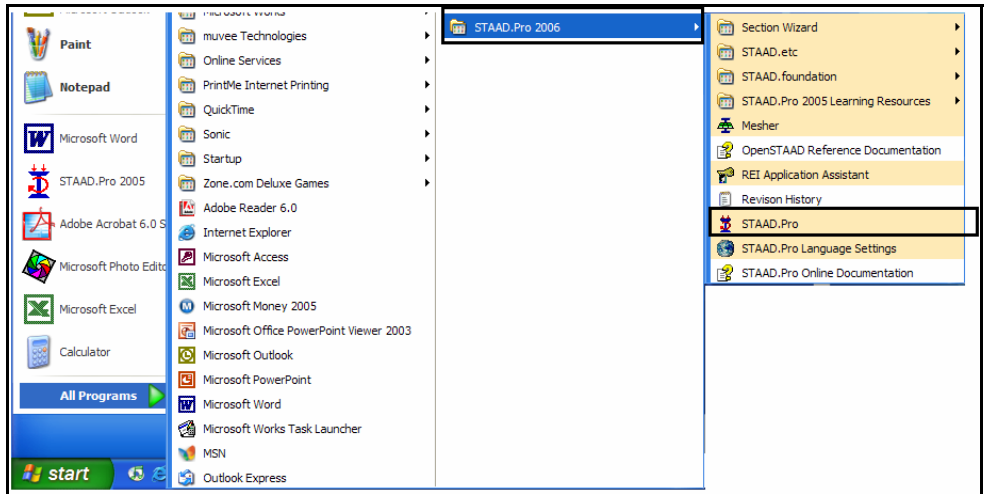 Paint
Notepad
Microsoft Word
STAAD.Pro 2005
Adobe Acrobat 6.0 S
Microsoft Photo Edito
Microsoft Excel
Calculator
All Programs
start
Microsoft Works
muvee Technologies
Online Services
PrintMe Internet Printing
QuickTime
Sonic
Startup
Zone.com Deluxe Games
Adobe Reader 6.0
Internet Explorer
Microsoft Access
Microsoft Excel
Microsoft Money 2005
Microsoft Office PowerPoint Viewer 2003
Microsoft Outlook
Microsoft PowerPoint
Microsoft Word
Microsoft Works Task Launcher
MSN
Outlook Express
STAAD.Pro 2006
Section Wizard
STAAD.etc
STAAD.foundation
STAAD.Pro 2005 Learning Resources
Mesher
OpenSTAAD Reference Documentation
REI Application Assistant
Revison History
STAAD.Pro
STAAD.Pro Language Settings
STAAD.Pro Online Documentation